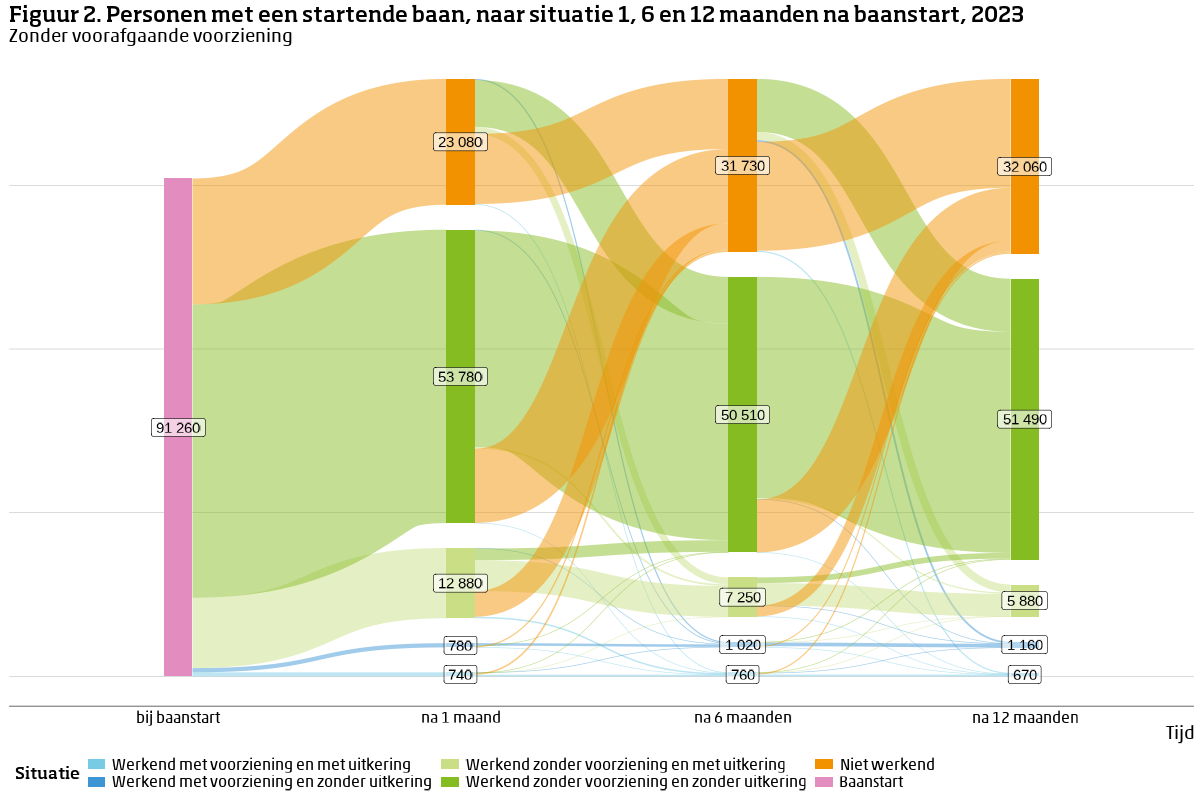 Figuur 2. Personen met een startende baan, naar situatie 1, 6 en 12 maanden na baanstart, 2023
Zonder voorafgaande voorziening
91 260
23 080
53 780
12 880
780
740
31 730
50 510
7 250
1 020
760
32 060
51 490
5 880
1 160
670
bij baanstart
na 1 maand
na 6 maanden
na 12 maanden
Tijd
Situatie
Werkend met voorziening en met uitkering
Werkend met voorziening en zonder uitkering
Werkend zonder voorziening en met uitkering
Werkend zonder voorziening en zonder uitkering
Niet werkend
Baanstart